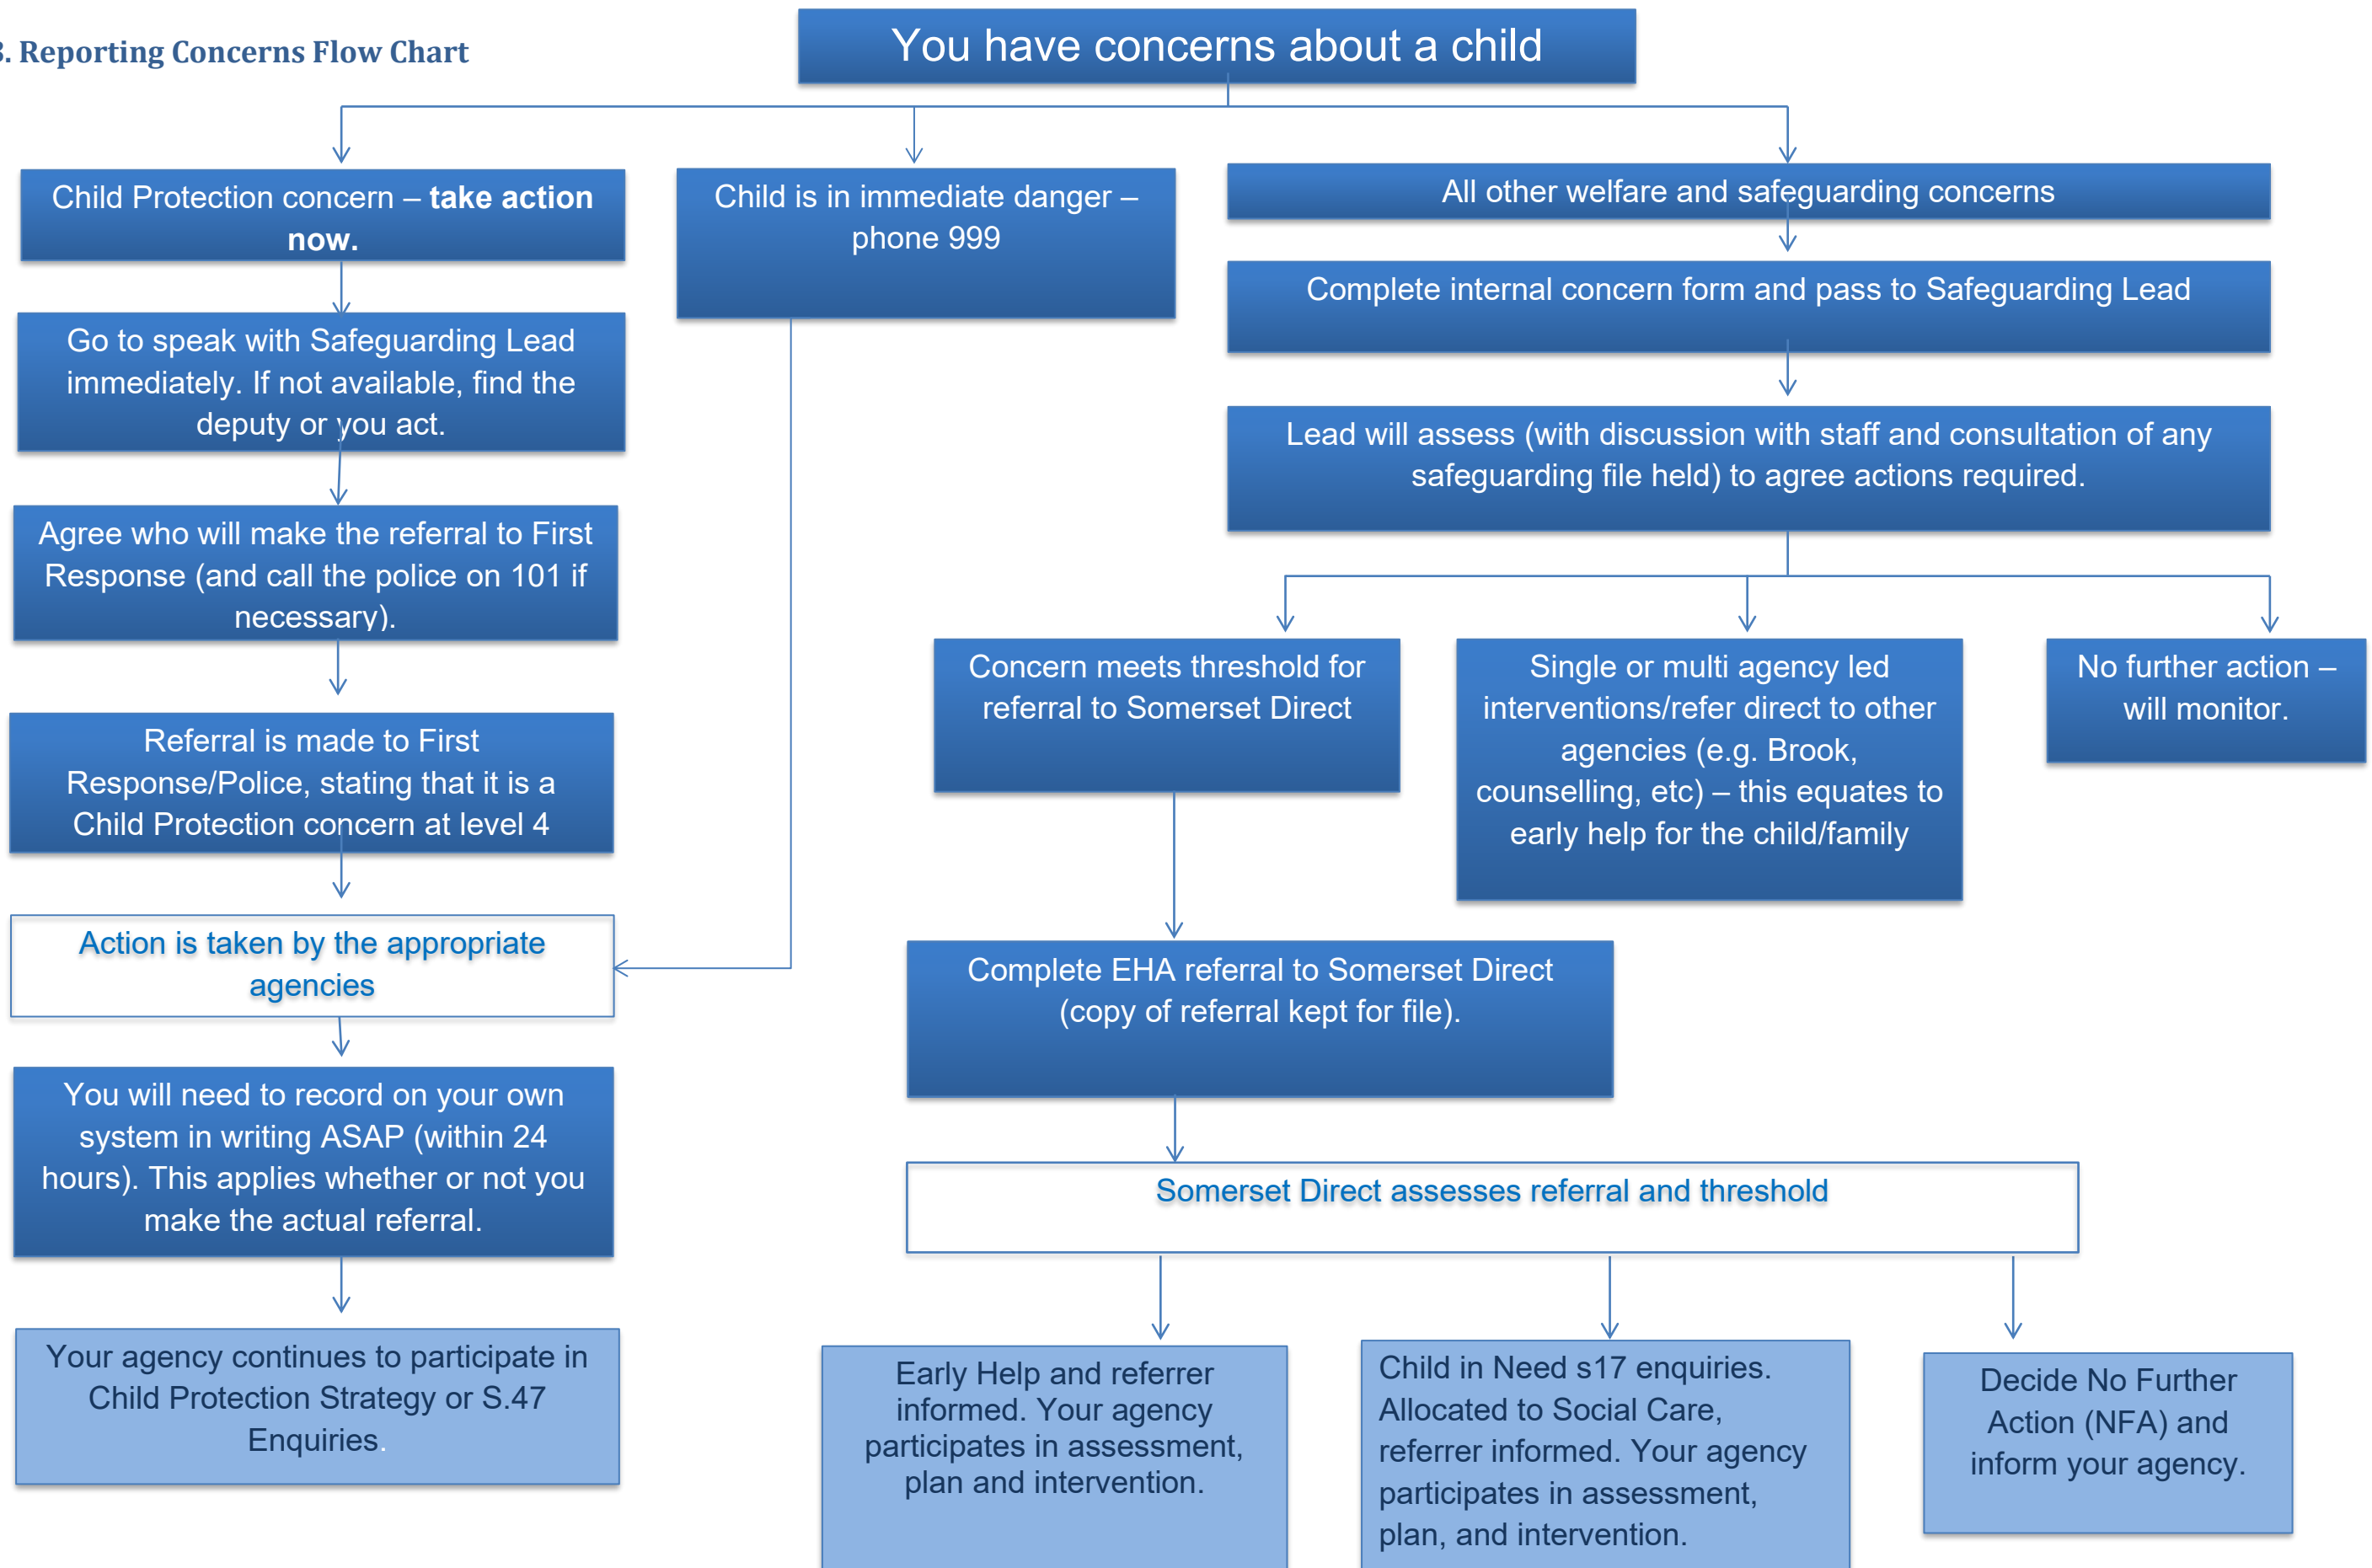 3. Reporting Concerns Flow Chart
You have concerns about a child
Child Protection concern – take action
now.
Go to speak with Safeguarding Lead
immediately. If not available, find the
deputy or you act.
Agree who will make the referral to First
Response (and call the police on 101 if
necessary).
Referral is made to First
Response/Police, stating that it is a
Child Protection concern at level 4
Action is taken by the appropriate
agencies
You will need to record on your own
system in writing ASAP (within 24
hours). This applies whether or not you
make the actual referral.
Your agency continues to participate in
Child Protection Strategy or S.47
Enquiries.
Child is in immediate danger –
phone 999
All other welfare and safeguarding concerns
Complete internal concern form and pass to Safeguarding Lead
Lead will assess (with discussion with staff and consultation of any
safeguarding file held) to agree actions required.
Concern meets threshold for
referral to Somerset Direct
Single or multi agency led
interventions/refer direct to other
agencies (e.g. Brook,
counselling, etc) – this equates to
early help for the child/family
No further action –
will monitor.
Complete EHA referral to Somerset Direct
(copy of referral kept for file).
Somerset Direct assesses referral and threshold
Early Help and referrer
informed. Your agency
participates in assessment,
plan and intervention.
Child in Need s17 enquiries.
Allocated to Social Care,
referrer informed. Your agency
participates in assessment,
plan, and intervention.
Decide No Further
Action (NFA) and
inform your agency.